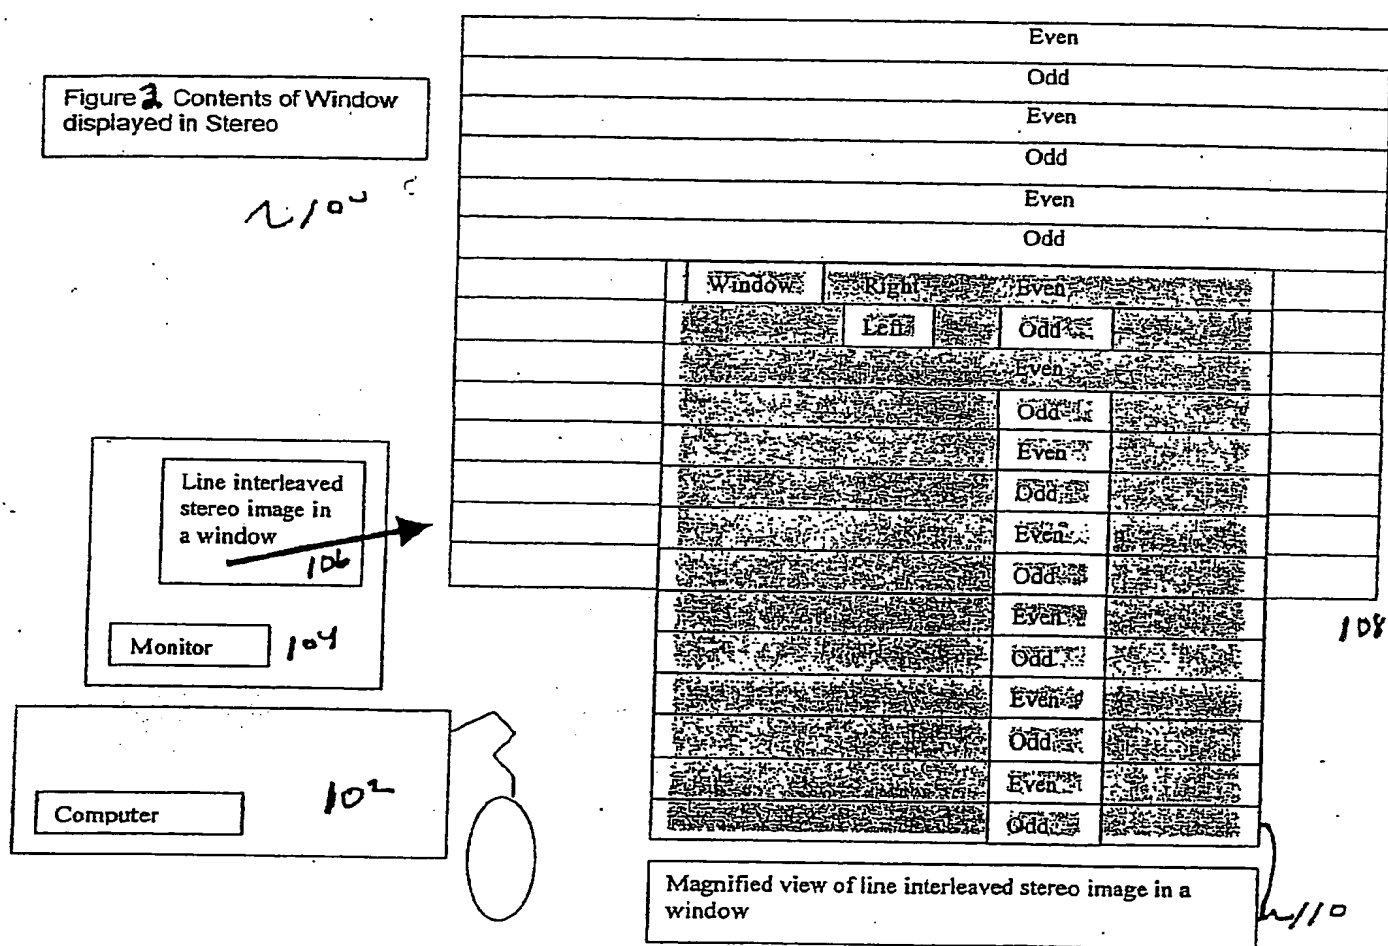 Figure 2 Contents of Window
displayed in Stereo
100
Even
Odd
Even
Odd
Even
Odd
Window Right Even
Left Odd
Even
Odd
Even
Odd
Even
Odd
Even
Odd
Even
Odd
Even
Odd
108
Line interleaved
stereo image in
a window
106
Monitor 104
Computer 102
Magnified view of line interleaved stereo image in a
window
110